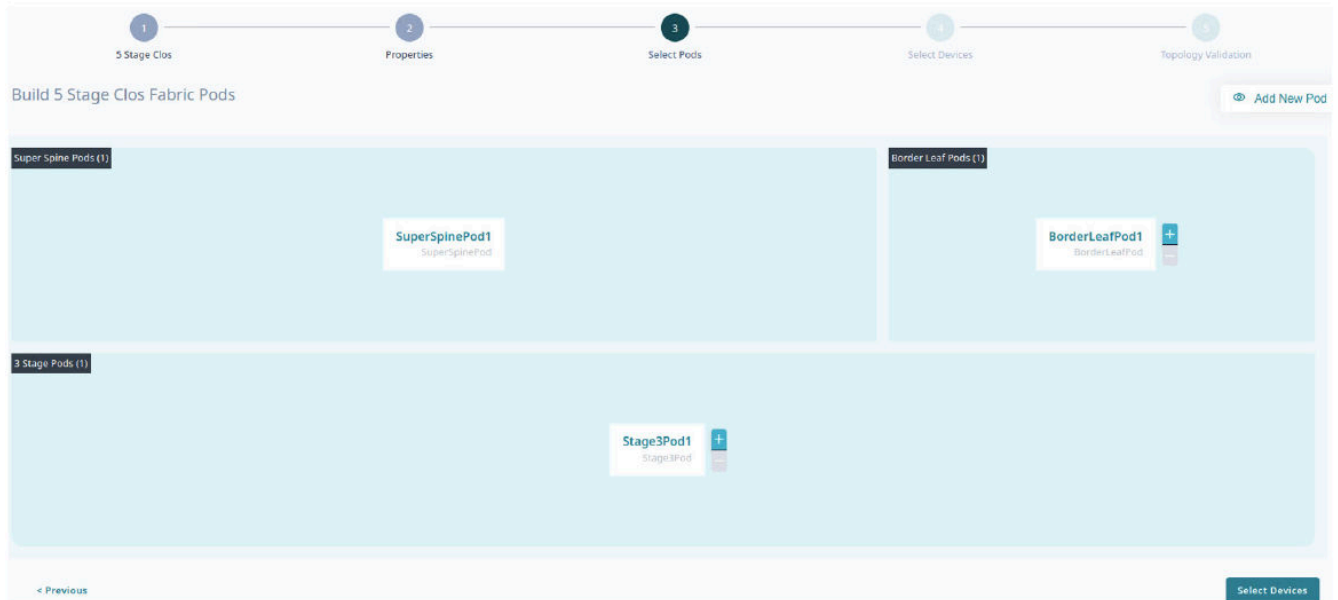 1 2 3 4 5
5 Stage Clos Properties Select Pods Select Devices Topology Validation
Build 5 Stage Clos Fabric Pods
Add New Pod
Super Spine Pods (1) Border Leaf Pods (1)
SuperSpinePod1 BorderLeafPod1 +
SuperSpinePod BorderLeafPod −
3 Stage Pods (1)
Stage3Pod1 +
Stage3Pod −
< Previous Select Devices